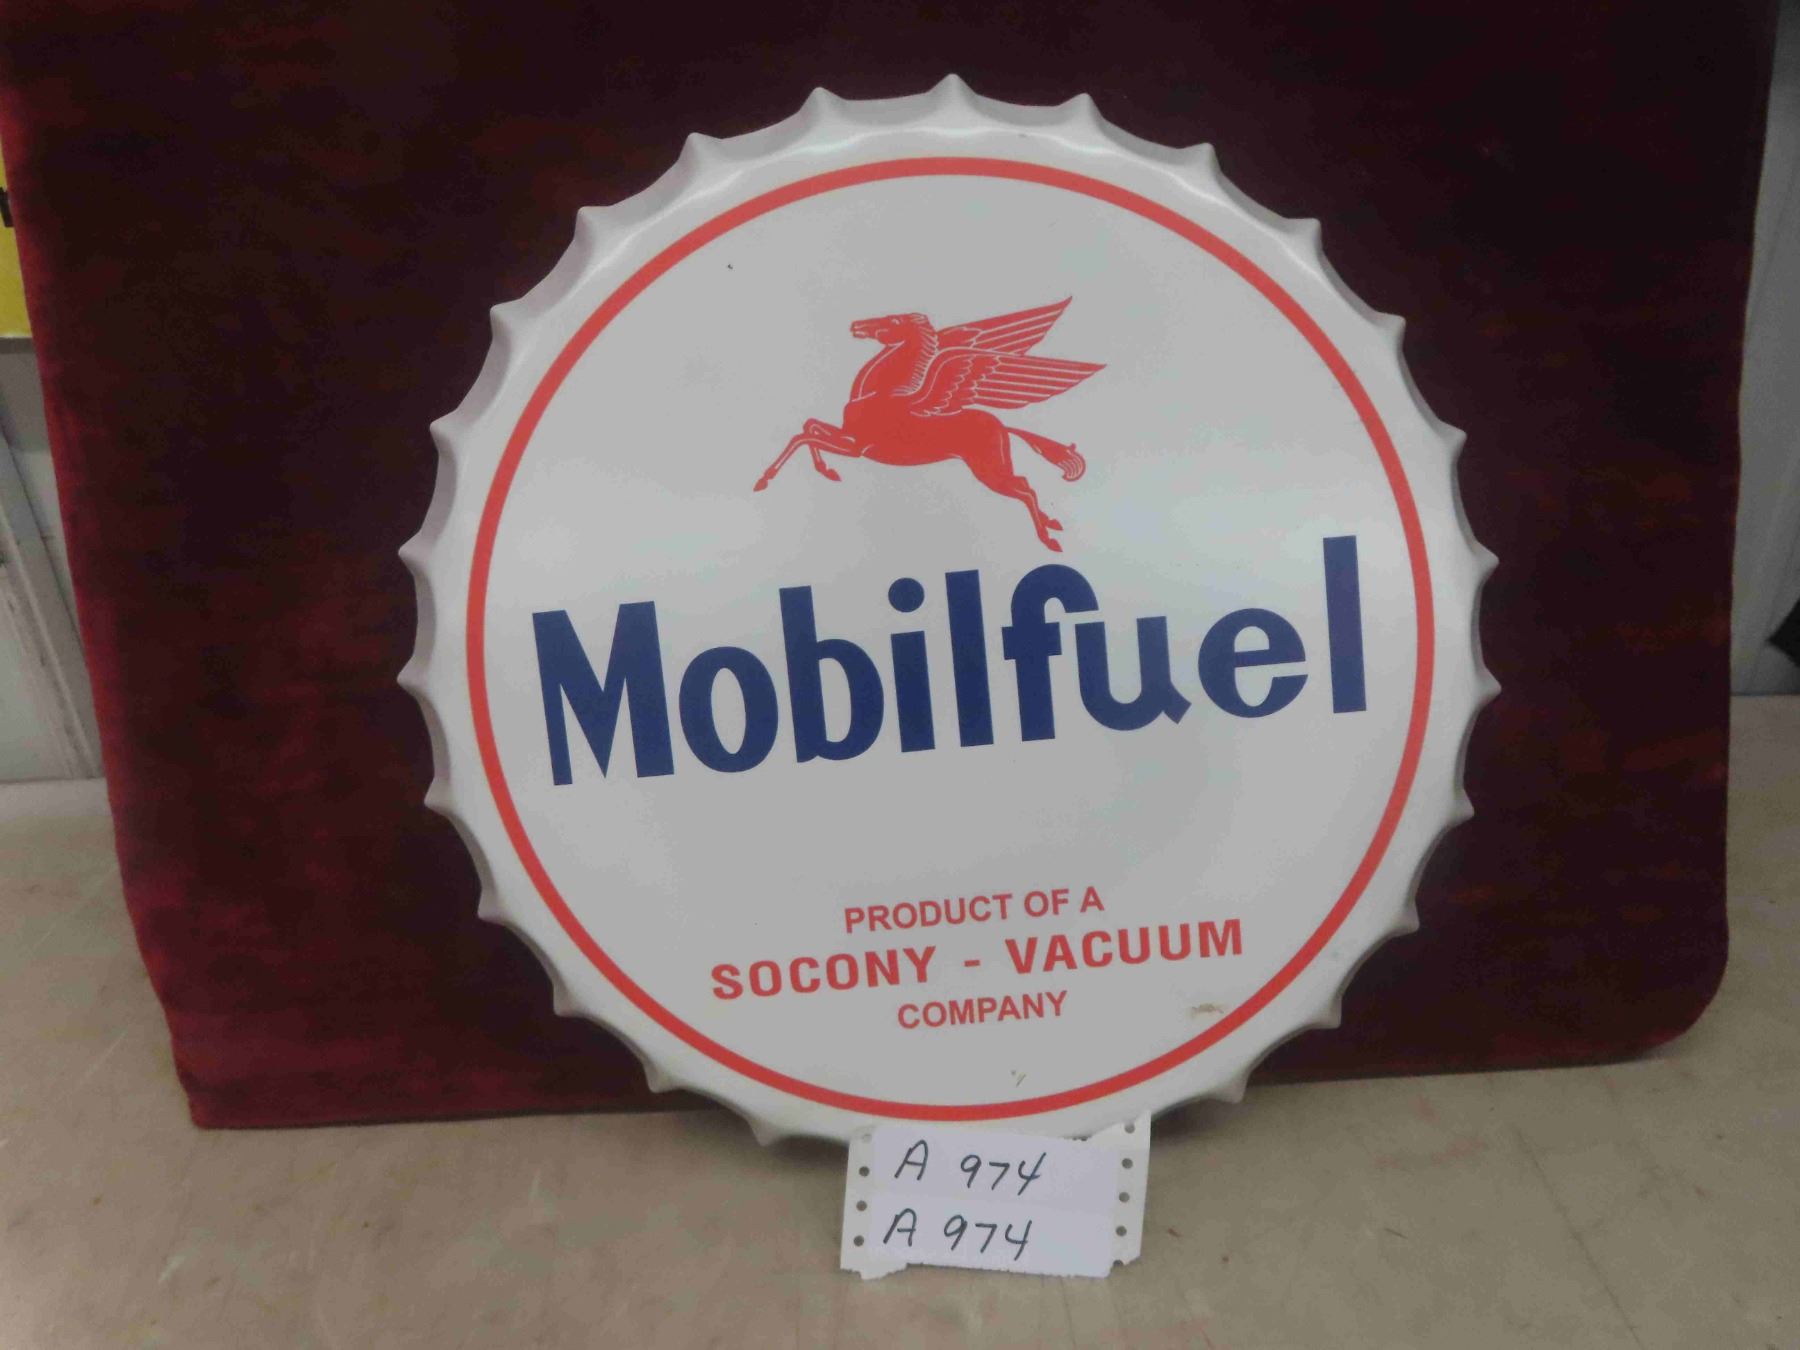 Mobilfuel
PRODUCT OF A
SOCONY - VACUUM
COMPANY
A 974
A 974